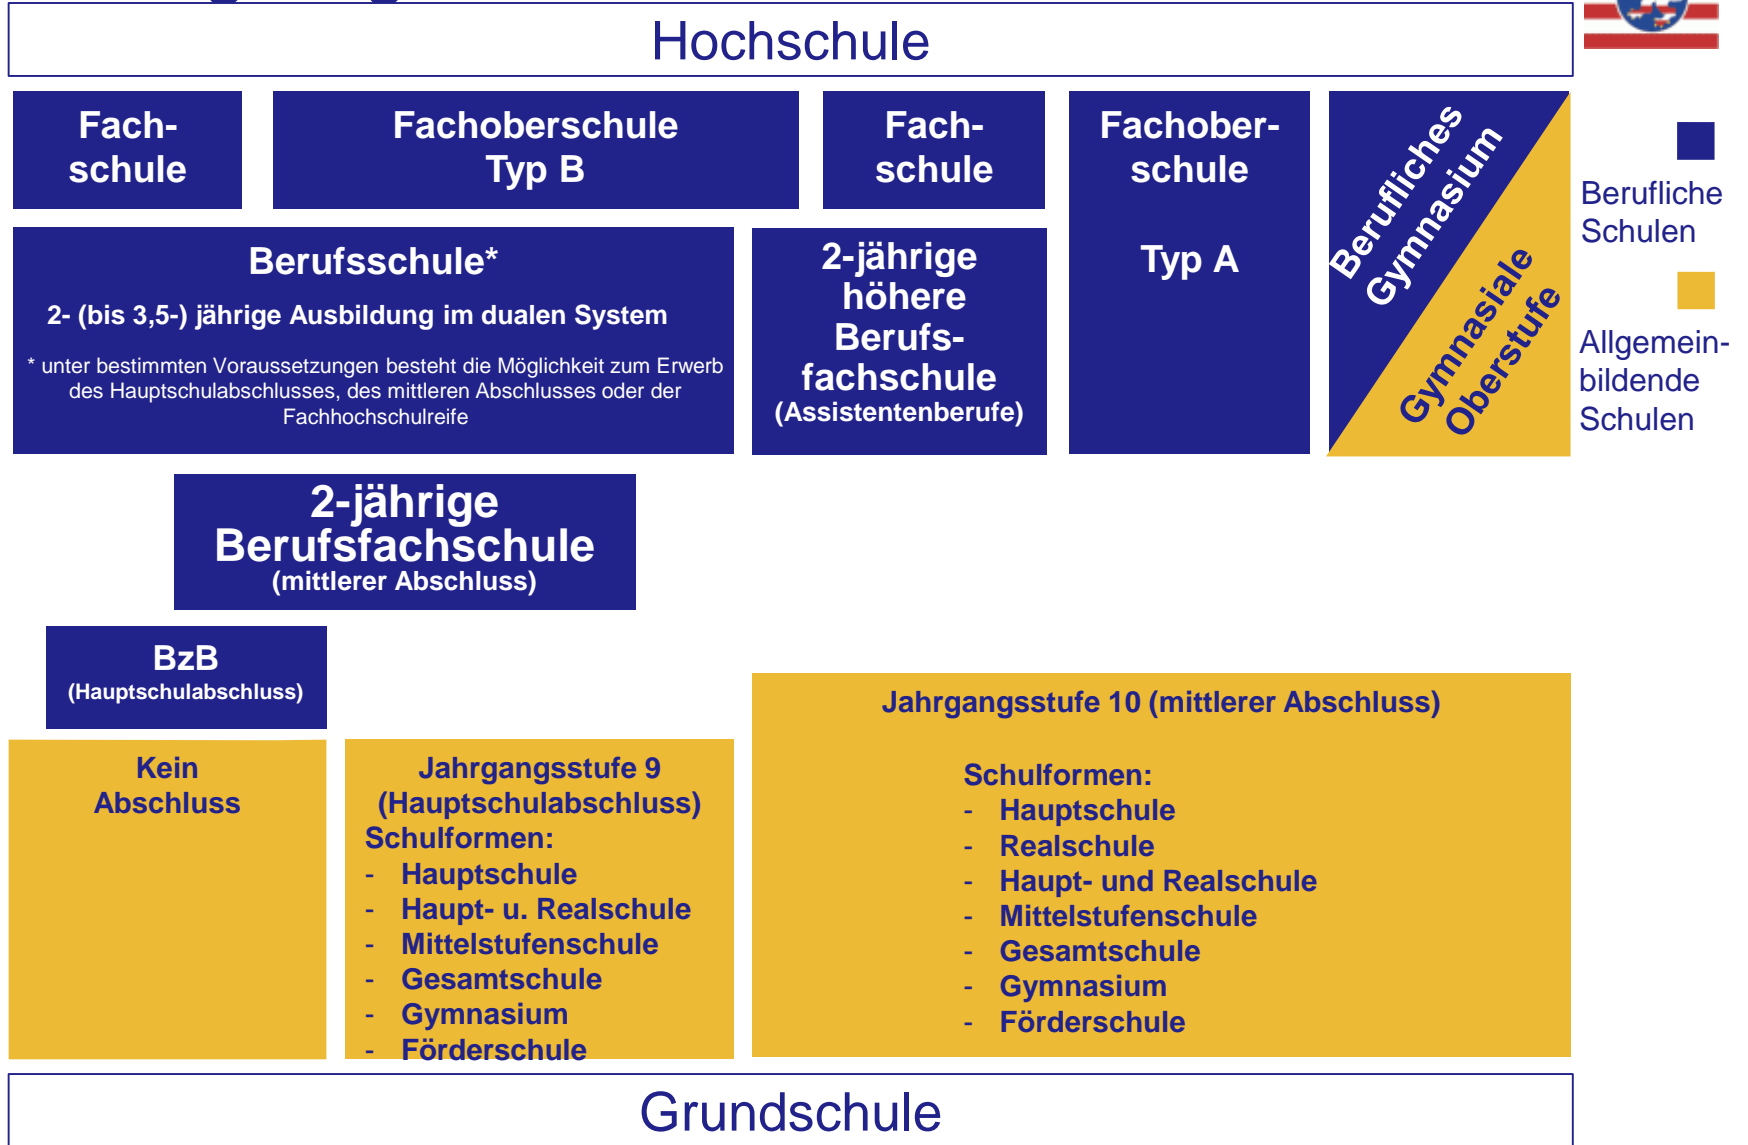 Hochschule
Fach-
schule
Fachoberschule
Typ B
Fach-
schule
Fachober-
schule
Typ A
Berufliches
Gymnasium
Gymnasiale
Oberstufe
Berufliche
Schulen
Allgemein-
bildende
Schulen
Berufsschule*
2- (bis 3,5-) jährige Ausbildung im dualen System
* unter bestimmten Voraussetzungen besteht die Möglichkeit zum Erwerb
des Hauptschulabschlusses, des mittleren Abschlusses oder der
Fachhochschulreife
2-jährige
höhere
Berufs-
fachschule
(Assistentenberufe)
2-jährige
Berufsfachschule
(mittlerer Abschluss)
BzB
(Hauptschulabschluss)
Kein
Abschluss
Jahrgangsstufe 9
(Hauptschulabschluss)
Schulformen:
- Hauptschule
- Haupt- u. Realschule
- Mittelstufenschule
- Gesamtschule
- Gymnasium
- Förderschule
Jahrgangsstufe 10 (mittlerer Abschluss)
Schulformen:
- Hauptschule
- Realschule
- Haupt- und Realschule
- Mittelstufenschule
- Gesamtschule
- Gymnasium
- Förderschule
Grundschule